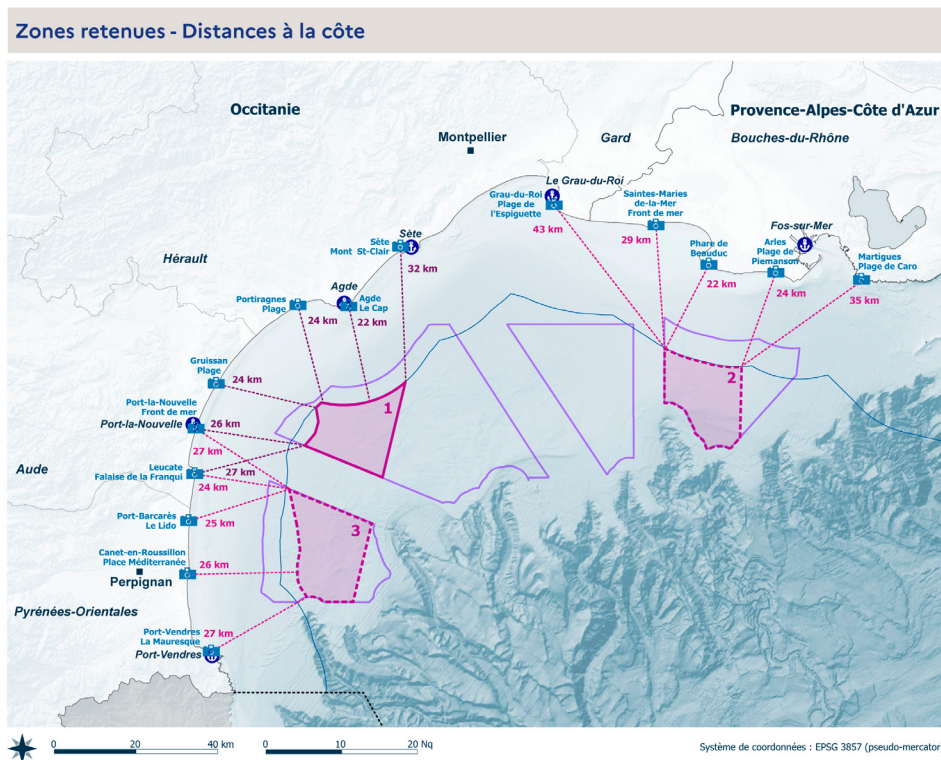 Zones retenues - Distances à la côte
Occitanie
Provence-Alpes-Côte d'Azur
Montpellier
Gard
Bouches-du-Rhône
Le Grau-du-Roi
Grau-du-Roi
Plage de
l'Espiguette
43 km
Saintes-Maries
de-la-Mer
Front de mer
29 km
Phare de
Beauduc
22 km
Fos-sur-Mer
Arles
Plage de
Piemanson
24 km
Martigues
Plage de Caro
35 km
Sète
Sète
Mont St-Clair
32 km
Hérault
Agde
Agde
Le Cap
22 km
Portiragnes
Plage
24 km
Gruissan
Plage
24 km
Port-la-Nouvelle
Front de mer
Port-la-Nouvelle
26 km
27 km
1
2
Aude
Leucate
Falaise de la Franqui
27 km
24 km
Port-Barcarès
Le Lido
25 km
3
Canet-en-Roussillon
Place Méditerranée
26 km
Perpignan
Pyrénées-Orientales
Port-Vendres
La Mauresque
27 km
Port-Vendres
0 20 40 km
0 10 20 Nq
Système de coordonnées : EPSG 3857 (pseudo-mercator